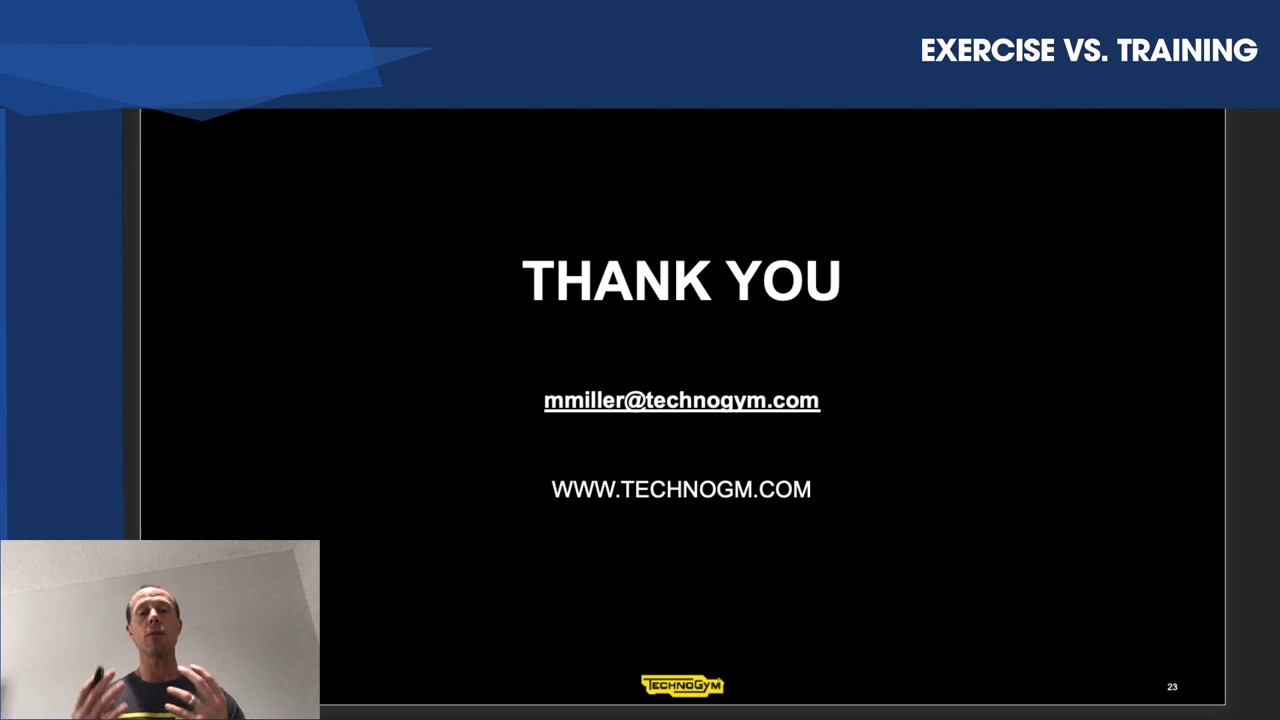 EXERCISE VS. TRAINING
THANK YOU
mmiller@technogym.com
WWW.TECHNOGM.COM
TECHNOGYM
23